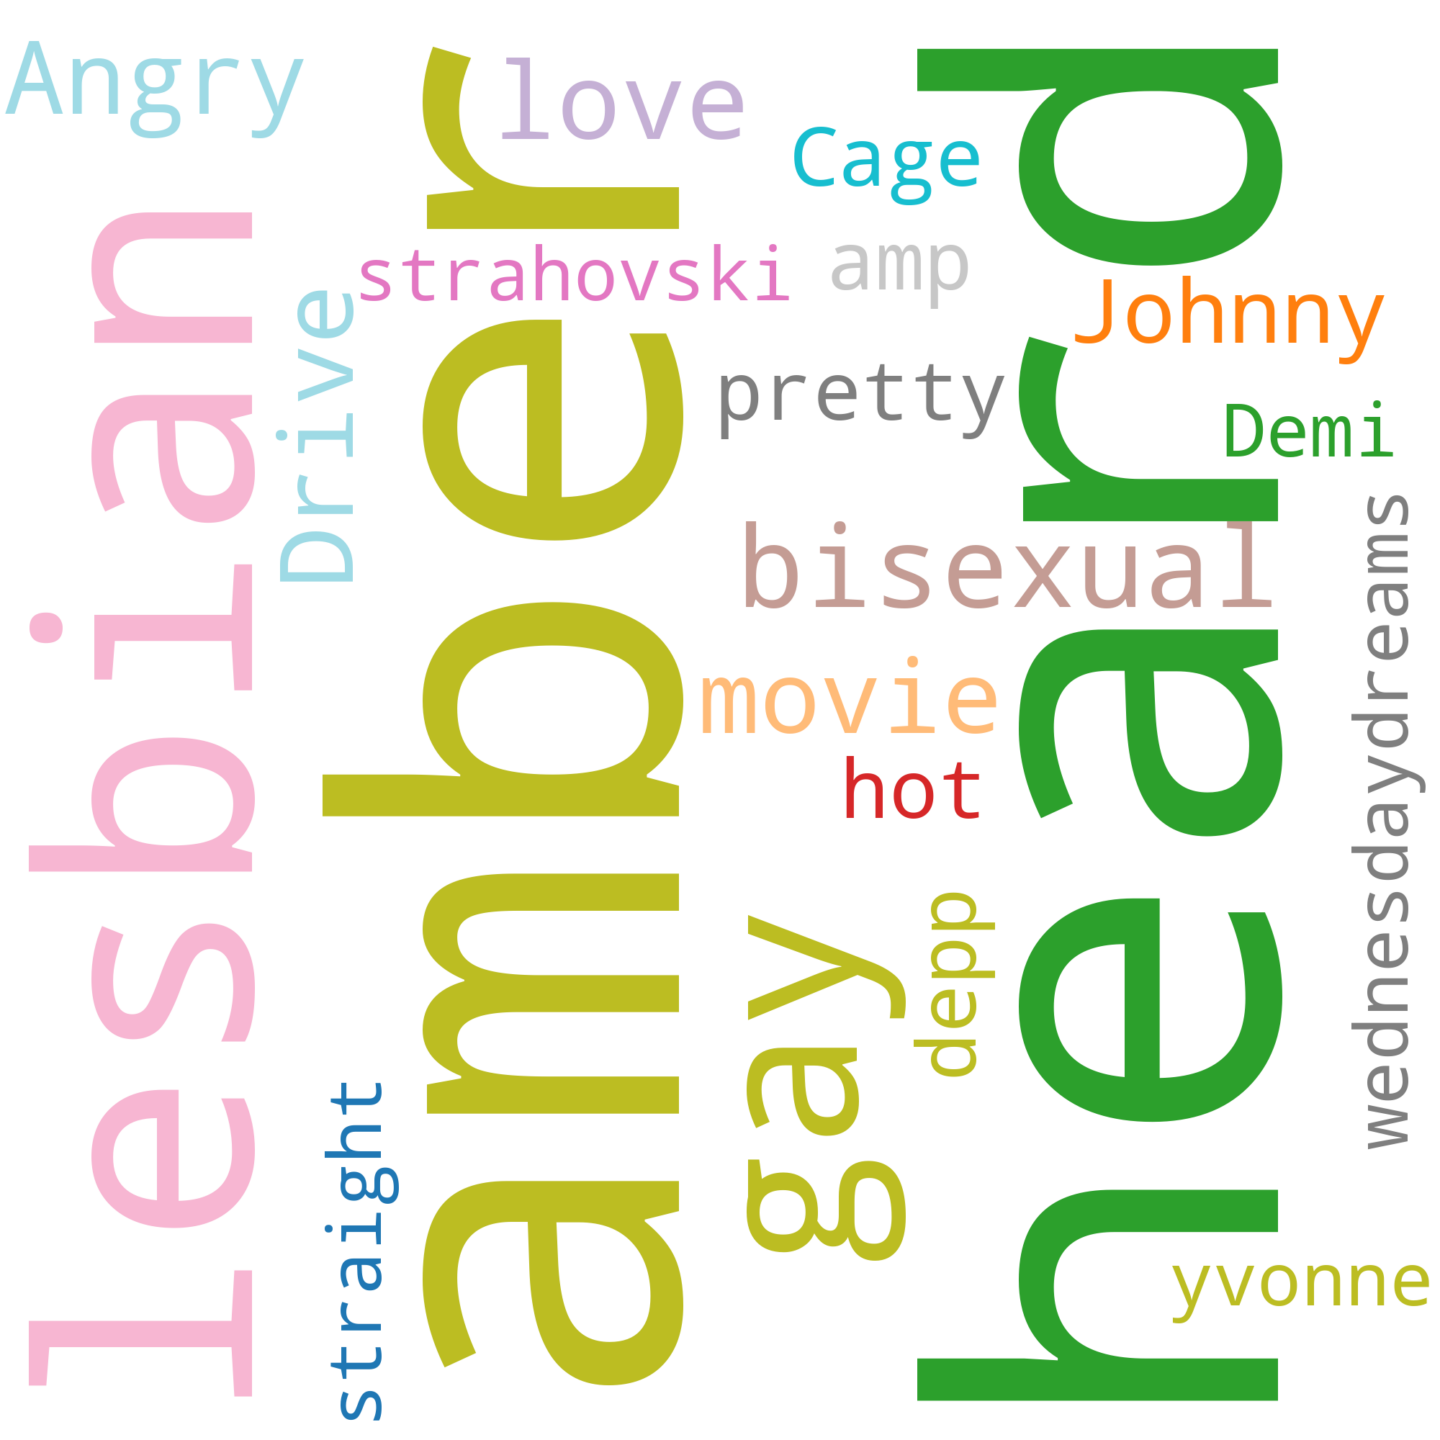 Angry
love
Cage
strahovski
amp
Johnny
pretty
Demi
bisexual
movie
hot
yvonne
lesbian
Drive
straight
amber
gay
depp
heard
wednesdaydreams